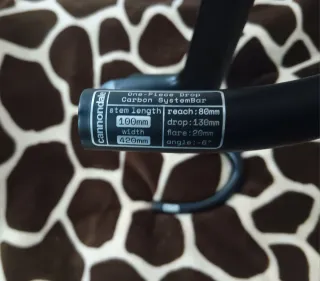 cannondale
One-Piece Drop
Carbon SystemBar
stem length
100mm
width
420mm
reach:80mm
drop:130mm
flare:20mm
angle:-6°